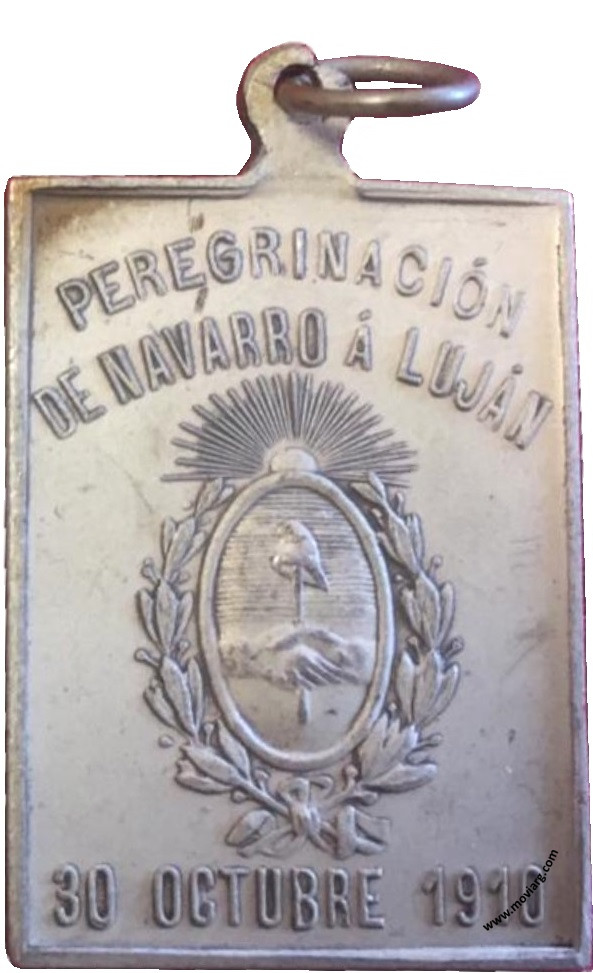 PEREGRINACIÓN
DE NAVARRO Á LUJÁN
30 OCTUBRE 1910
www.moviarg.com